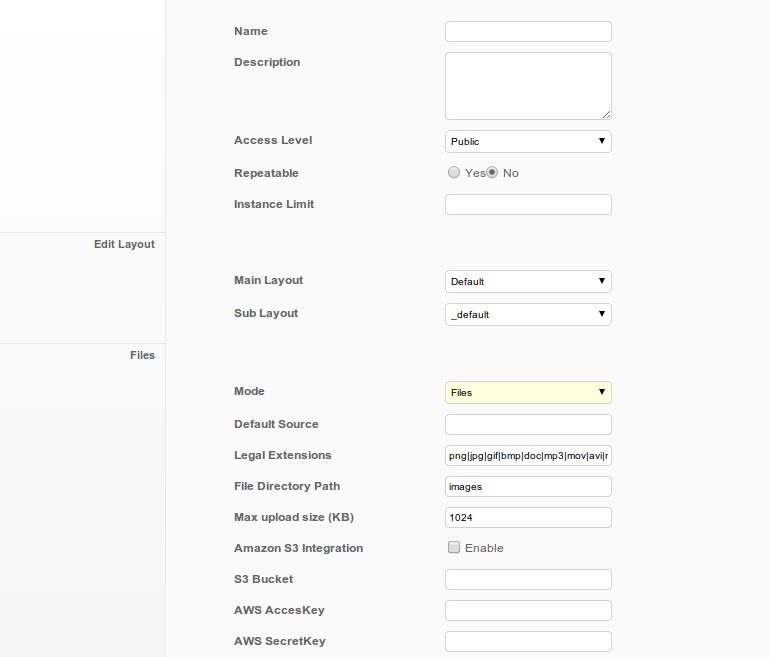 Name
Description
Access Level Public
Repeatable Yes No
Instance Limit
Edit Layout
Main Layout Default
Sub Layout _default
Files
Mode Files
Default Source
Legal Extensions png|jpg|gif|bmp|doc|mp3|mov|avi|
File Directory Path images
Max upload size (KB) 1024
Amazon S3 Integration Enable
S3 Bucket
AWS AccesKey
AWS SecretKey